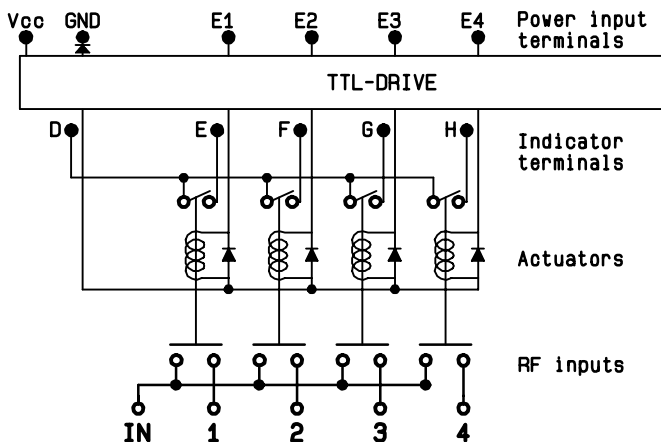 Vcc GND E1 E2 E3 E4 Power input
terminals
TTL-DRIVE
D E F G H Indicator
terminals
Actuators
RF inputs
IN 1 2 3 4